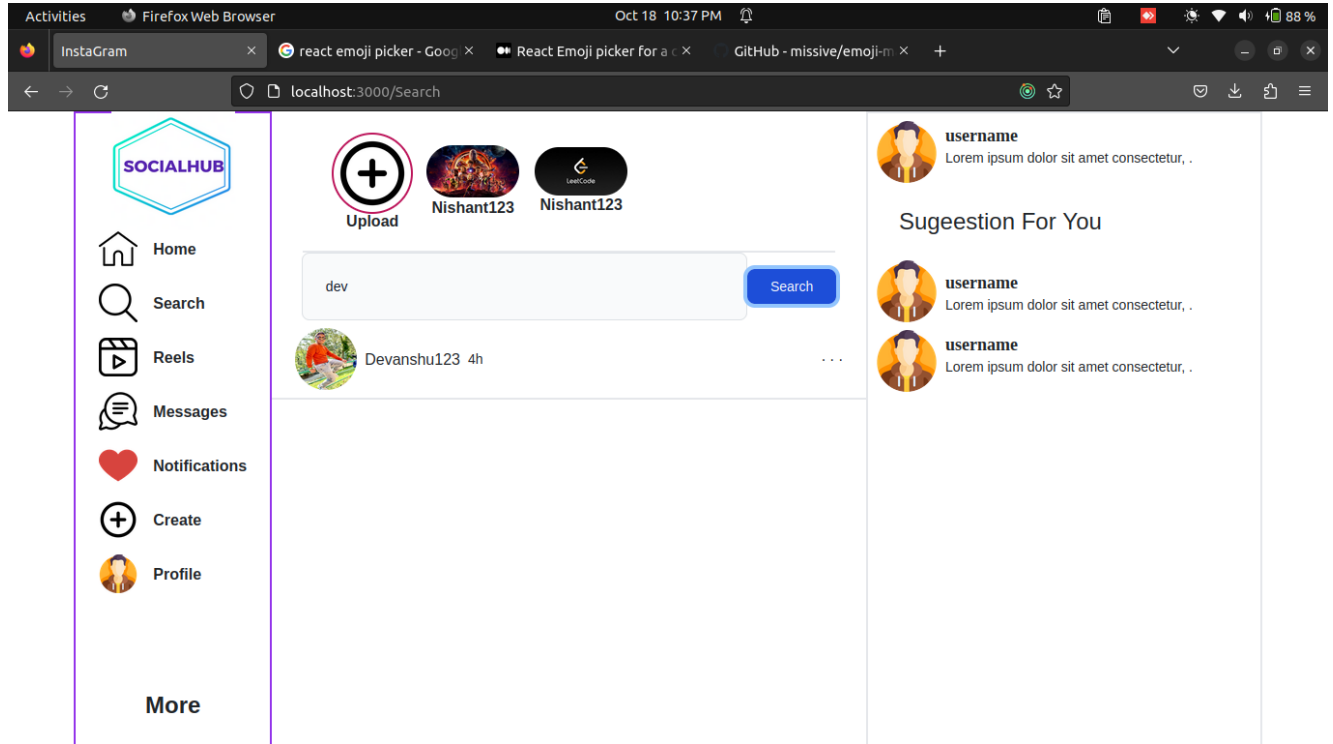 Activities Firefox Web Browser Oct 18 10:37 PM 88 %
InstaGram react emoji picker - Goog React Emoji picker for a c GitHub - missive/emoji-m
localhost:3000/Search
SOCIALHUB
Home
Search
Reels
Messages
Notifications
Create
Profile
More
Upload
Nishant123
LeetCode
Nishant123
dev
Search
Devanshu123 4h
...
username
Lorem ipsum dolor sit amet consectetur, .
Sugeestion For You
username
Lorem ipsum dolor sit amet consectetur, .
username
Lorem ipsum dolor sit amet consectetur, .